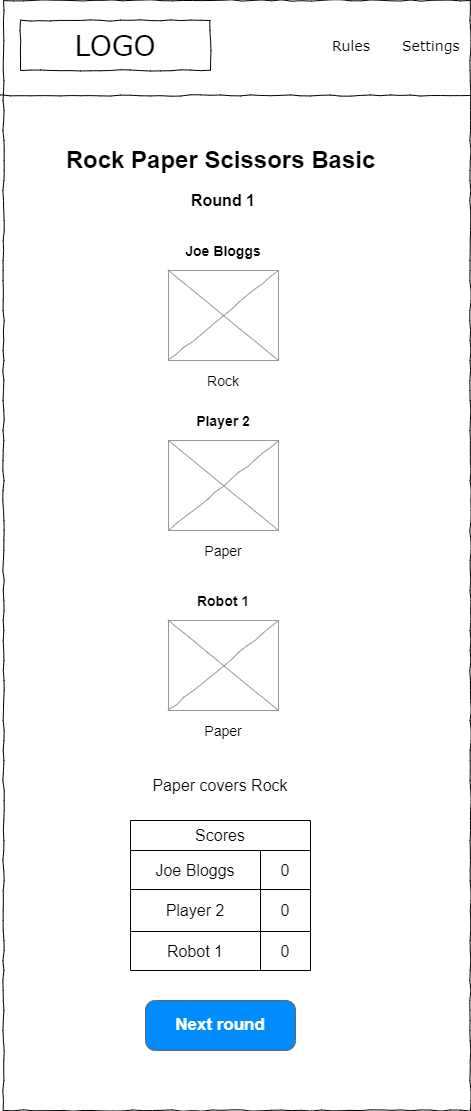 LOGO
Rules Settings
Rock Paper Scissors Basic
Round 1
Joe Bloggs
Rock
Player 2
Paper
Robot 1
Paper
Paper covers Rock
Scores
Joe Bloggs 0
Player 2 0
Robot 1 0
Next round